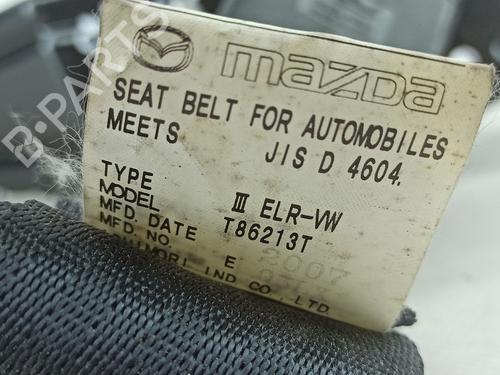 mazda
SEAT BELT FOR AUTOMOBILES
MEETS JIS D 4604.
TYPE III ELR-VW
MODEL T86213T
MFD. DATE 2007
MFD. NO. E
IND CO., LTD.
B-PARTS